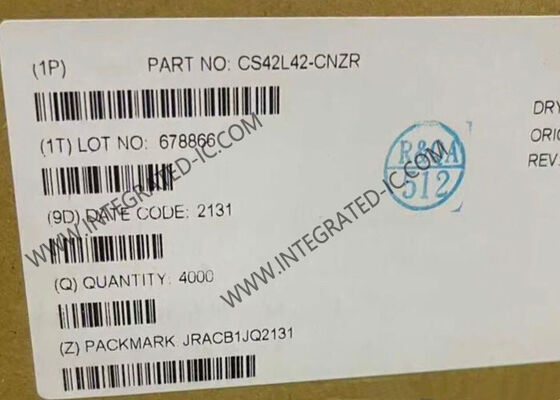 (1P) PART NO: CS42L42-CNZR
(1T) LOT NO: 678866
(9D) DATE CODE: 2131
(Q) QUANTITY: 4000
(Z) PACKMARK JRACB1JQ2131
DRY
ORIG
REV:
R&QA
512
WWW.INTEGRATED-IC.COM
WWW.INTEGRATED-IC.COM